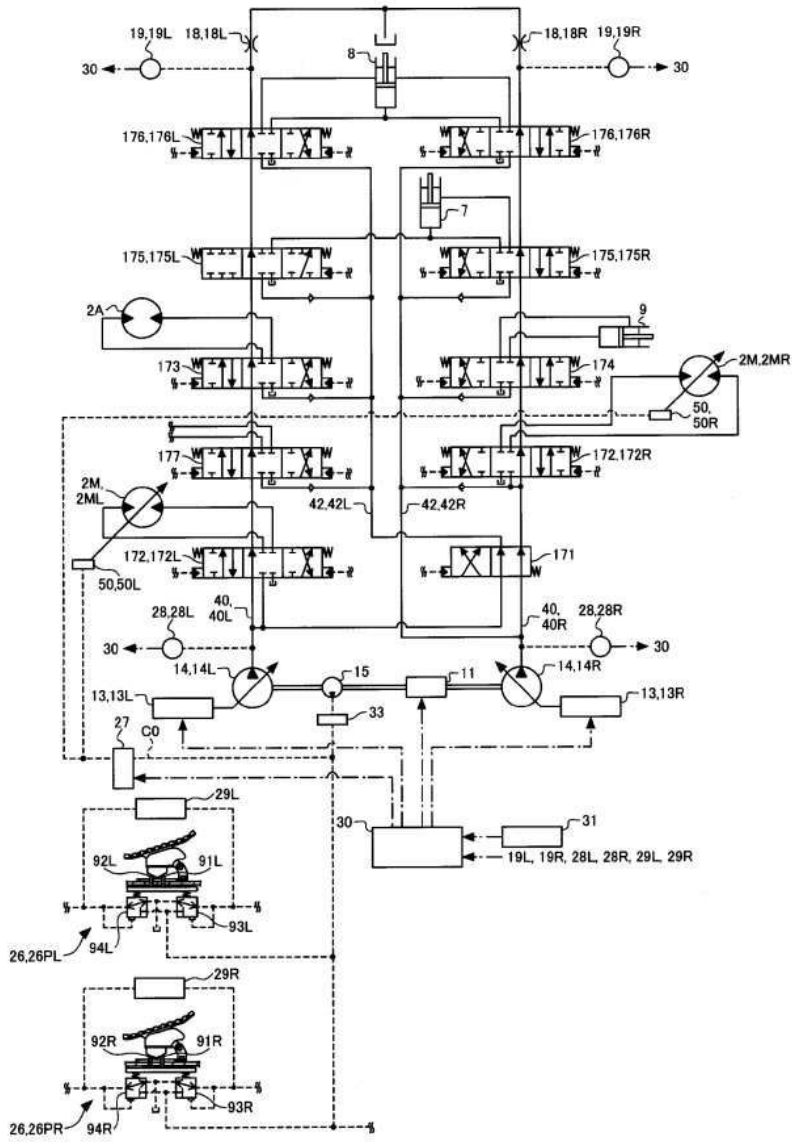 19,19L
18,18L
18,18R
19,19R
30
8
30
176,176L
176,176R
7
175,175L
175,175R
2A
9
173
174
2M,2MR
50,
50R
177
172,172R
2M,
2ML
42,42L
42,42R
172,172L
171
50,50L
40,
40L
40,
40R
28,28L
28,28R
30
30
14,14L
15
11
14,14R
13,13L
13,13R
33
27
C0
29L
30
31
19L, 19R, 28L, 28R, 29L, 29R
92L
91L
94L
93L
26,26PL
29R
92R
91R
94R
93R
26,26PR